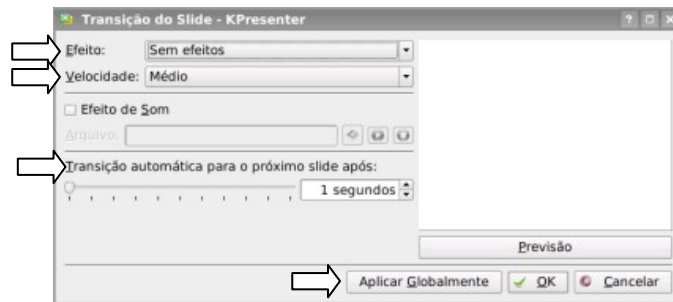 Transição do Slide - KPresenter
Efeito: Sem efeitos
Velocidade: Médio
Efeito de Som
Arquivo:
Transição automática para o próximo slide após:
1 segundos
Previsão
Aplicar Globalmente OK Cancelar